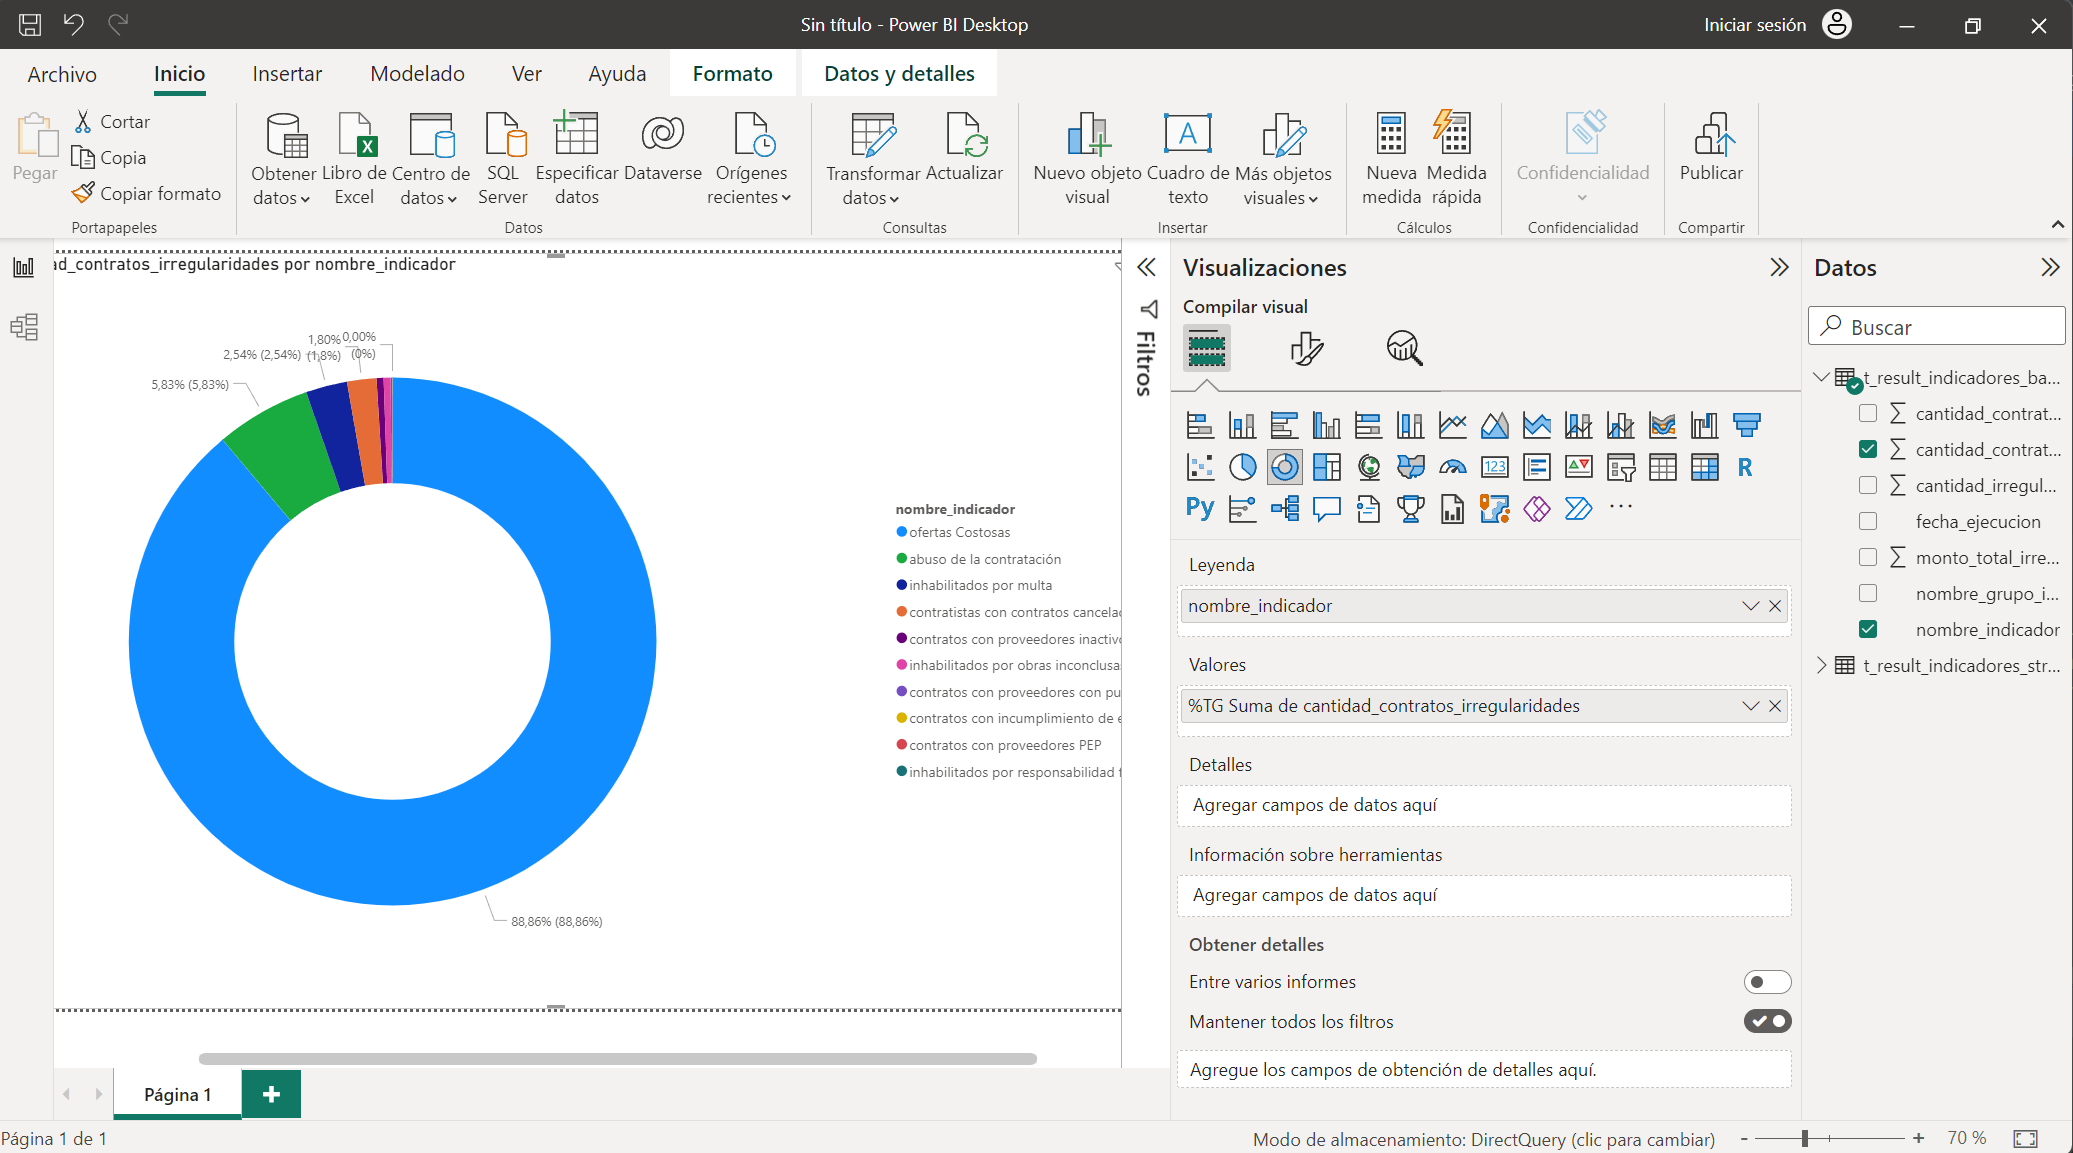 Sin título - Power BI Desktop
Iniciar sesión
Archivo
Inicio
Insertar
Modelado
Ver
Ayuda
Formato
Datos y detalles
Pegar
Cortar
Copia
Copiar formato
Portapapeles
Obtener datos
Libro de Excel
Centro de datos
SQL Server
Especificar datos
Dataverse
Orígenes recientes
Datos
Transformar datos
Actualizar
Consultas
Nuevo objeto visual
Cuadro de texto
Más objetos visuales
Insertar
Nueva medida
Medida rápida
Cálculos
Confidencialidad
Confidencialidad
Publicar
Compartir
d_contratos_irregularidades por nombre_indicador
5,83% (5,83%)
2,54% (2,54%)
1,80% (1,8%)
0,00% (0%)
88,86% (88,86%)
nombre_indicador
ofertas Costosas
abuso de la contratación
inhabilitados por multa
contratistas con contratos cancelad
contratos con proveedores inactivo
inhabilitados por obras inconclusa
contratos con proveedores con pu
contratos con incumplimiento de e
contratos con proveedores PEP
inhabilitados por responsabilidad f
Filtros
Visualizaciones
Compilar visual
123
R
Py
...
Leyenda
nombre_indicador
Valores
%TG Suma de cantidad_contratos_irregularidades
Detalles
Agregar campos de datos aquí
Información sobre herramientas
Agregar campos de datos aquí
Obtener detalles
Entre varios informes
Mantener todos los filtros
Agregue los campos de obtención de detalles aquí.
Datos
Buscar
t_result_indicadores_ba...
cantidad_contrat...
cantidad_contrat...
cantidad_irregul...
fecha_ejecucion
monto_total_irre...
nombre_grupo_i...
nombre_indicador
t_result_indicadores_str...
Página 1
Página 1 de 1
Modo de almacenamiento: DirectQuery (clic para cambiar)
- + 70 %